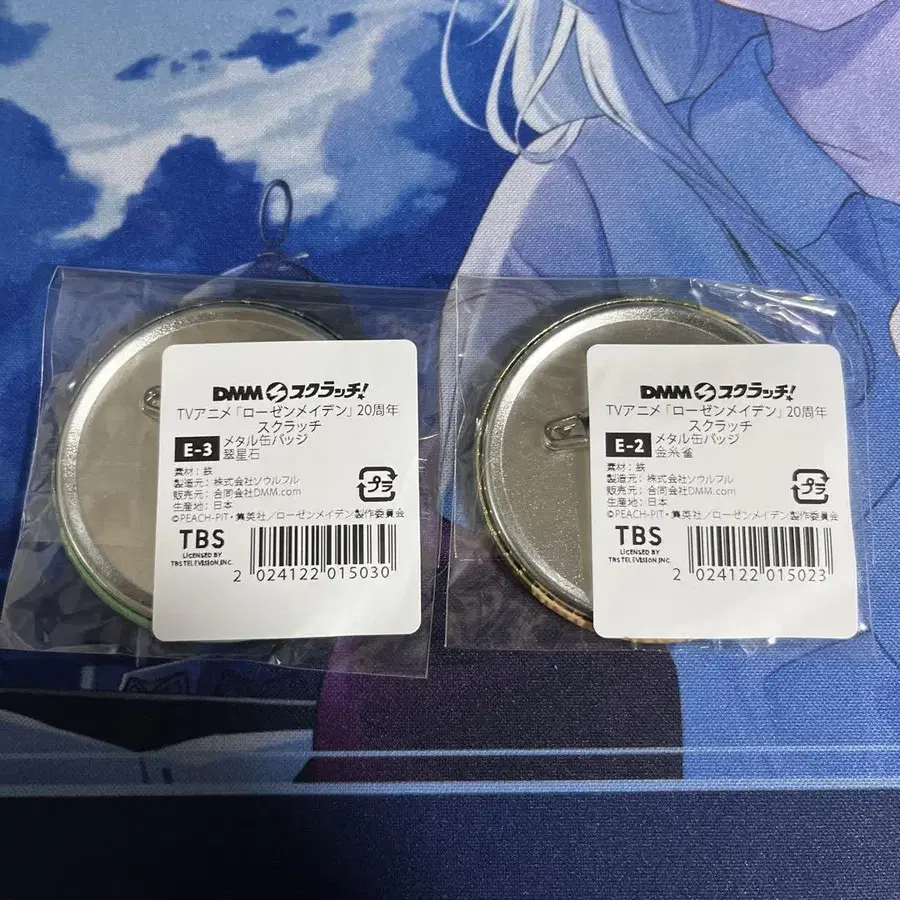 DMMスクラッチ!
TVアニメ「ローゼンメイデン」20周年
スクラッチ
E-3 メタル缶バッジ
翠星石
素材:鉄
製造元:株式会社ソウルフル
販売元:合同会社DMM.com
生産地:日本
プラ
©PEACH-PIT・集英社/ローゼンメイデン製作委員会
TBS
LICENSED BY
TBS TELEVISION, INC.
2 024122 015030
DMMスクラッチ!
TVアニメ「ローゼンメイデン」20周年
スクラッチ
E-2 メタル缶バッジ
金糸雀
素材:鉄
製造元:株式会社ソウルフル
販売元:合同会社DMM.com
生産地:日本
プラ
©PEACH-PIT・集英社/ローゼンメイデン製作委員会
TBS
LICENSED BY
TBS TELEVISION, INC.
2 024122 015023